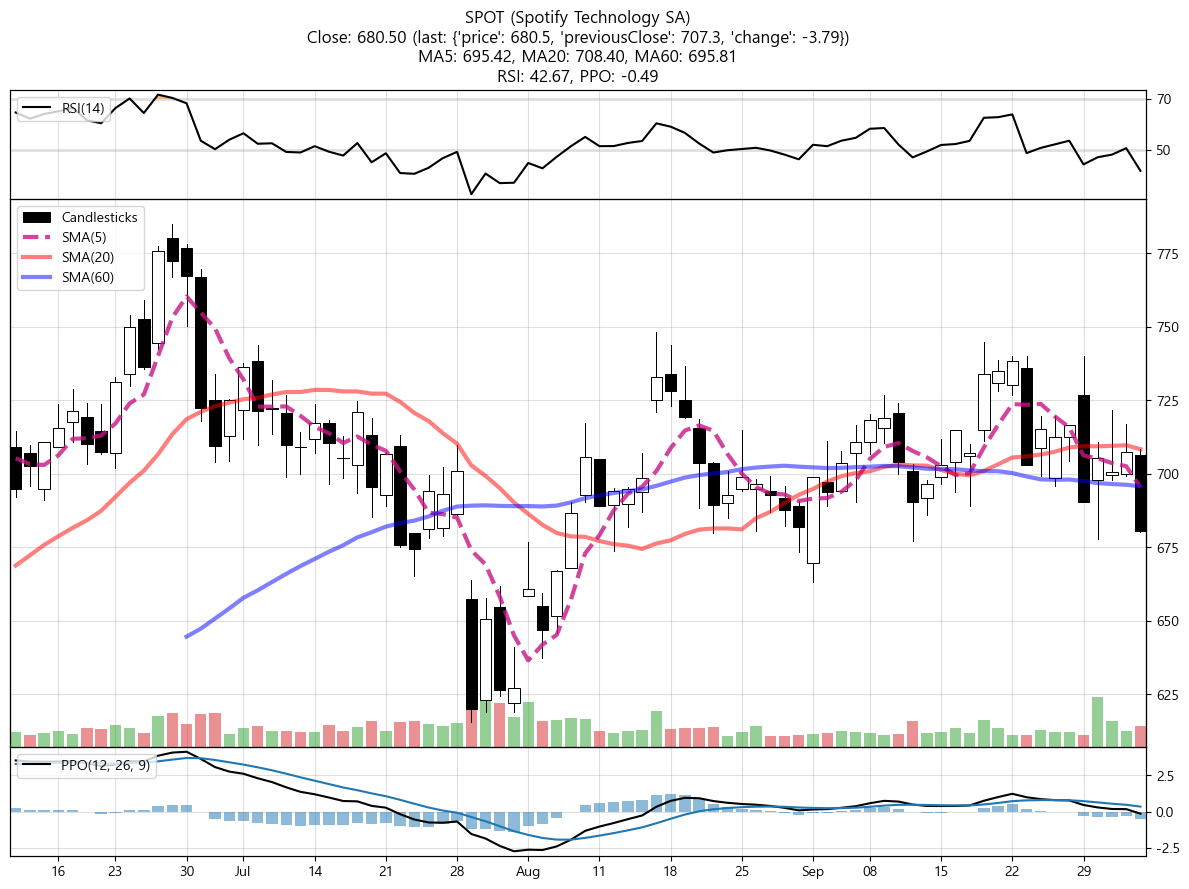 SPOT (Spotify Technology SA)
Close: 680.50 (last: {'price': 680.5, 'previousClose': 707.3, 'change': -3.79})
MA5: 695.42, MA20: 708.40, MA60: 695.81
RSI: 42.67, PPO: -0.49
RSI(14)
70
50
Candlesticks
SMA(5)
SMA(20)
SMA(60)
775
750
725
700
675
650
625
PPO(12, 26, 9)
2.5
0.0
−2.5
16 23 30 Jul 14 21 28 Aug 11 18 25 Sep 08 15 22 29